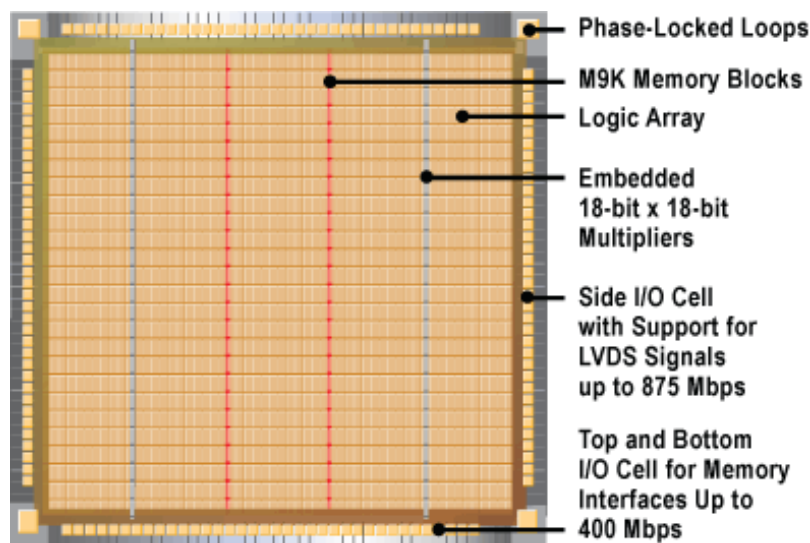 Phase-Locked Loops
M9K Memory Blocks
Logic Array
Embedded
18-bit x 18-bit
Multipliers
Side I/O Cell
with Support for
LVDS Signals
up to 875 Mbps
Top and Bottom
I/O Cell for Memory
Interfaces Up to
400 Mbps